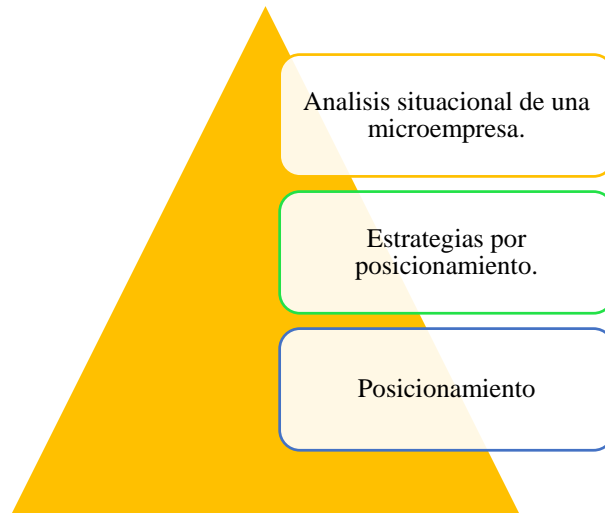 Analisis situacional de una
microempresa.
Estrategias por
posicionamiento.
Posicionamiento